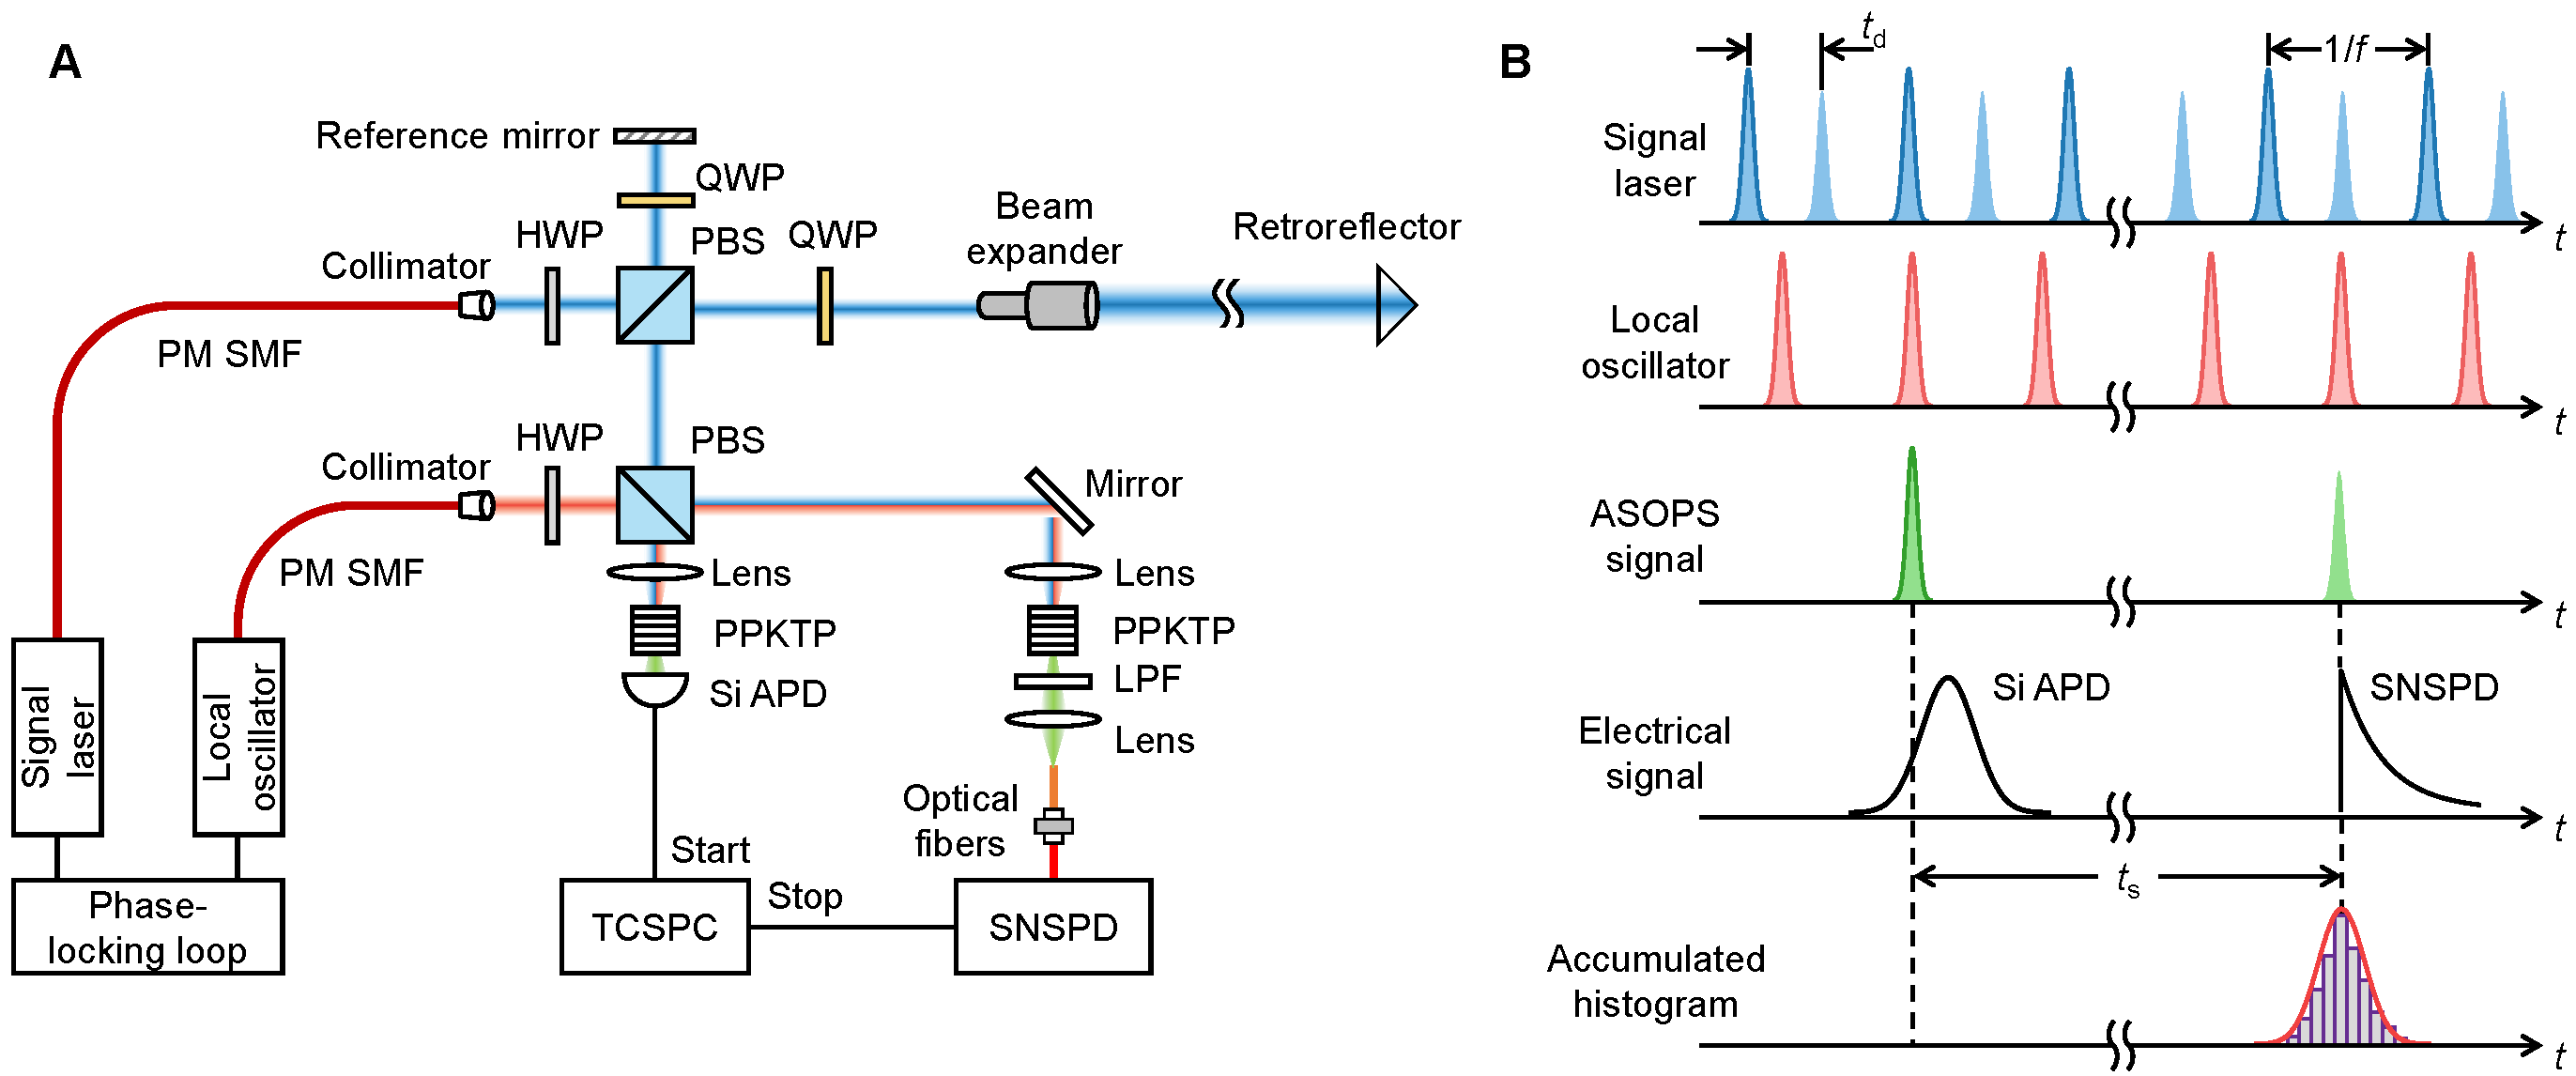 A
Reference mirror
QWP
HWP
PBS
QWP
Beam
expander
Retroreflector
Collimator
PM SMF
HWP
PBS
Collimator
Mirror
PM SMF
Lens
Lens
PPKTP
PPKTP
LPF
Si APD
Lens
Signal
laser
Local
oscillator
Optical
fibers
Start
Stop
Phase-
locking loop
TCSPC
SNSPD
B
td
1/f
Signal
laser
t
Local
oscillator
t
ASOPS
signal
t
Si APD
SNSPD
Electrical
signal
t
ts
Accumulated
histogram
t